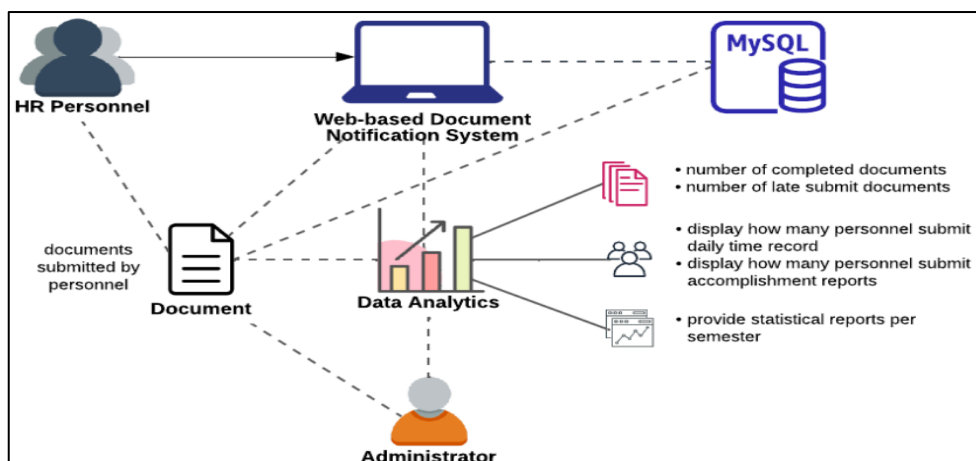 MySQL
HR Personnel
Web-based Document
Notification System
• number of completed documents
• number of late submit documents
• display how many personnel submit
daily time record
• display how many personnel submit
accomplishment reports
documents
submitted by
personnel
Document
Data Analytics
• provide statistical reports per
semester
Administrator